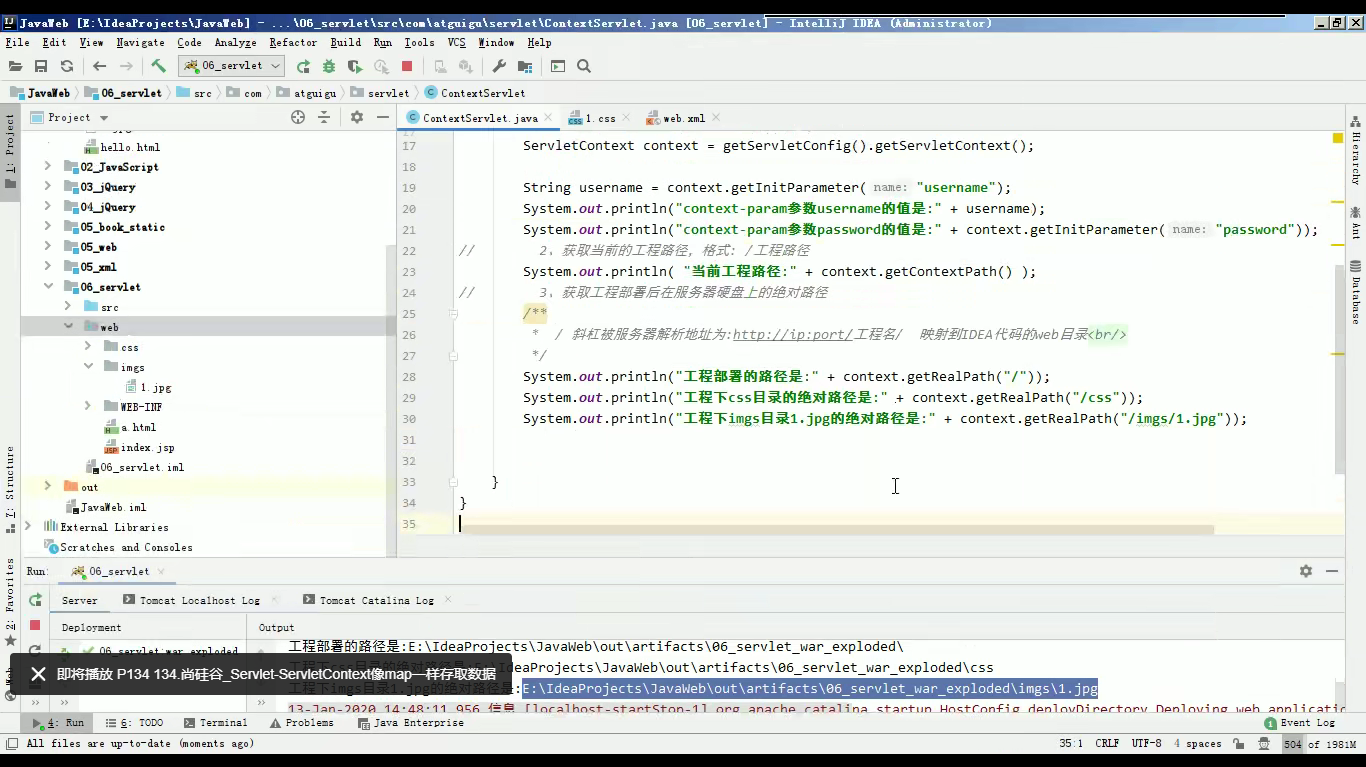 JavaWeb [E:\IdeaProjects\JavaWeb] - ...\06_servlet\src\com\atguigu\servlet\ContextServlet.java [06_servlet] - IntelliJ IDEA (Administrator)
File Edit View Navigate Code Analyze Refactor Build Run Tools VCS Window Help
06_servlet
JavaWeb 06_servlet src com atguigu servlet ContextServlet
Project
ContextServlet.java 1.css web.xml
1: Project
Hierarchy
Ant
Database
7: Structure
2: Favorites
hello.html
02_JavaScript
03_jQuery
04_jQuery
05_book_static
05_web
05_xml
06_servlet
src
web
css
imgs
1.jpg
WEB-INF
a.html
index.jsp
06_servlet.iml
out
JavaWeb.iml
External Libraries
Scratches and Consoles
17 ServletContext context = getServletConfig().getServletContext();
18
19 String username = context.getInitParameter( name: "username");
20 System.out.println("context-param参数username的值是:" + username);
21 System.out.println("context-param参数password的值是:" + context.getInitParameter( name: "password"));
22 // 2、获取当前的工程路径，格式: /工程路径
23 System.out.println( "当前工程路径:" + context.getContextPath() );
24 // 3、获取工程部署后在服务器硬盘上的绝对路径
25 /**
26 * / 斜杠被服务器解析地址为:http://ip:port/工程名/ 映射到IDEA代码的web目录<br/>
27 */
28 System.out.println("工程部署的路径是:" + context.getRealPath("/"));
29 System.out.println("工程下css目录的绝对路径是:" + context.getRealPath("/css"));
30 System.out.println("工程下imgs目录1.jpg的绝对路径是:" + context.getRealPath("/imgs/1.jpg"));
31
32
33 }
34 }
35
Run: 06_servlet
Server Tomcat Localhost Log Tomcat Catalina Log
Deployment Output
06_servlet:war exploded
工程部署的路径是:E:\IdeaProjects\JavaWeb\out\artifacts\06_servlet_war_exploded\
工程下css目录的绝对路径是:E:\IdeaProjects\JavaWeb\out\artifacts\06_servlet_war_exploded\css
工程下imgs目录1.jpg的绝对路径是:E:\IdeaProjects\JavaWeb\out\artifacts\06_servlet_war_exploded\imgs\1.jpg
13-Jan-2020 14:48:11.956 信息 [localhost-startStop-1] org.apache.catalina.startup.HostConfig.deployDirectory Deploying web applicatio
即将播放 P134 134.尚硅谷_Servlet-ServletContext像map一样存取数据
4: Run 6: TODO Terminal Problems Java Enterprise 1 Event Log
All files are up-to-date (moments ago) 35:1 CRLF UTF-8 4 spaces 504 of 1981M